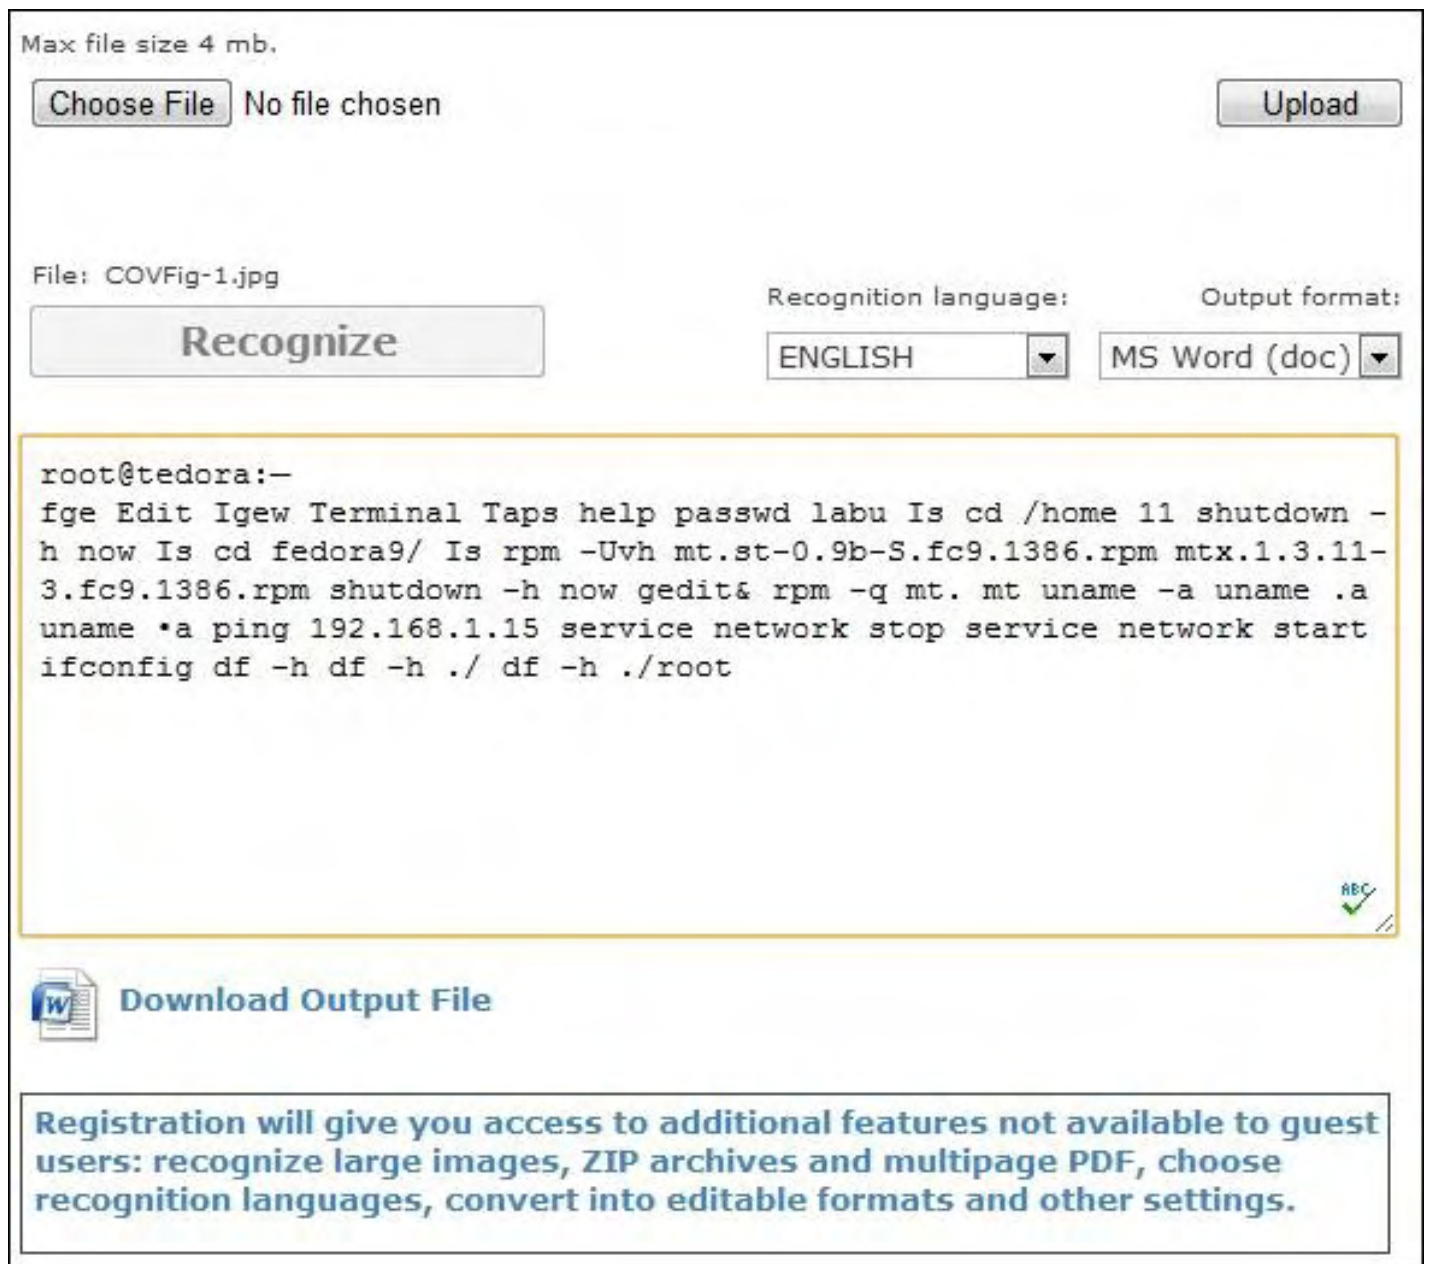 Max file size 4 mb.
Choose File No file chosen Upload
File: COVFig-1.jpg
Recognition language: Output format:
Recognize ENGLISH MS Word (doc)
root@tedora:—
fge Edit Igew Terminal Taps help passwd labu Is cd /home 11 shutdown -
h now Is cd fedora9/ Is rpm -Uvh mt.st-0.9b-S.fc9.1386.rpm mtx.1.3.11-
3.fc9.1386.rpm shutdown -h now gedit& rpm -q mt. mt uname -a uname .a
uname •a ping 192.168.1.15 service network stop service network start
ifconfig df -h df -h ./ df -h ./root
ABC
W
Download Output File
Registration will give you access to additional features not available to guest
users: recognize large images, ZIP archives and multipage PDF, choose
recognition languages, convert into editable formats and other settings.